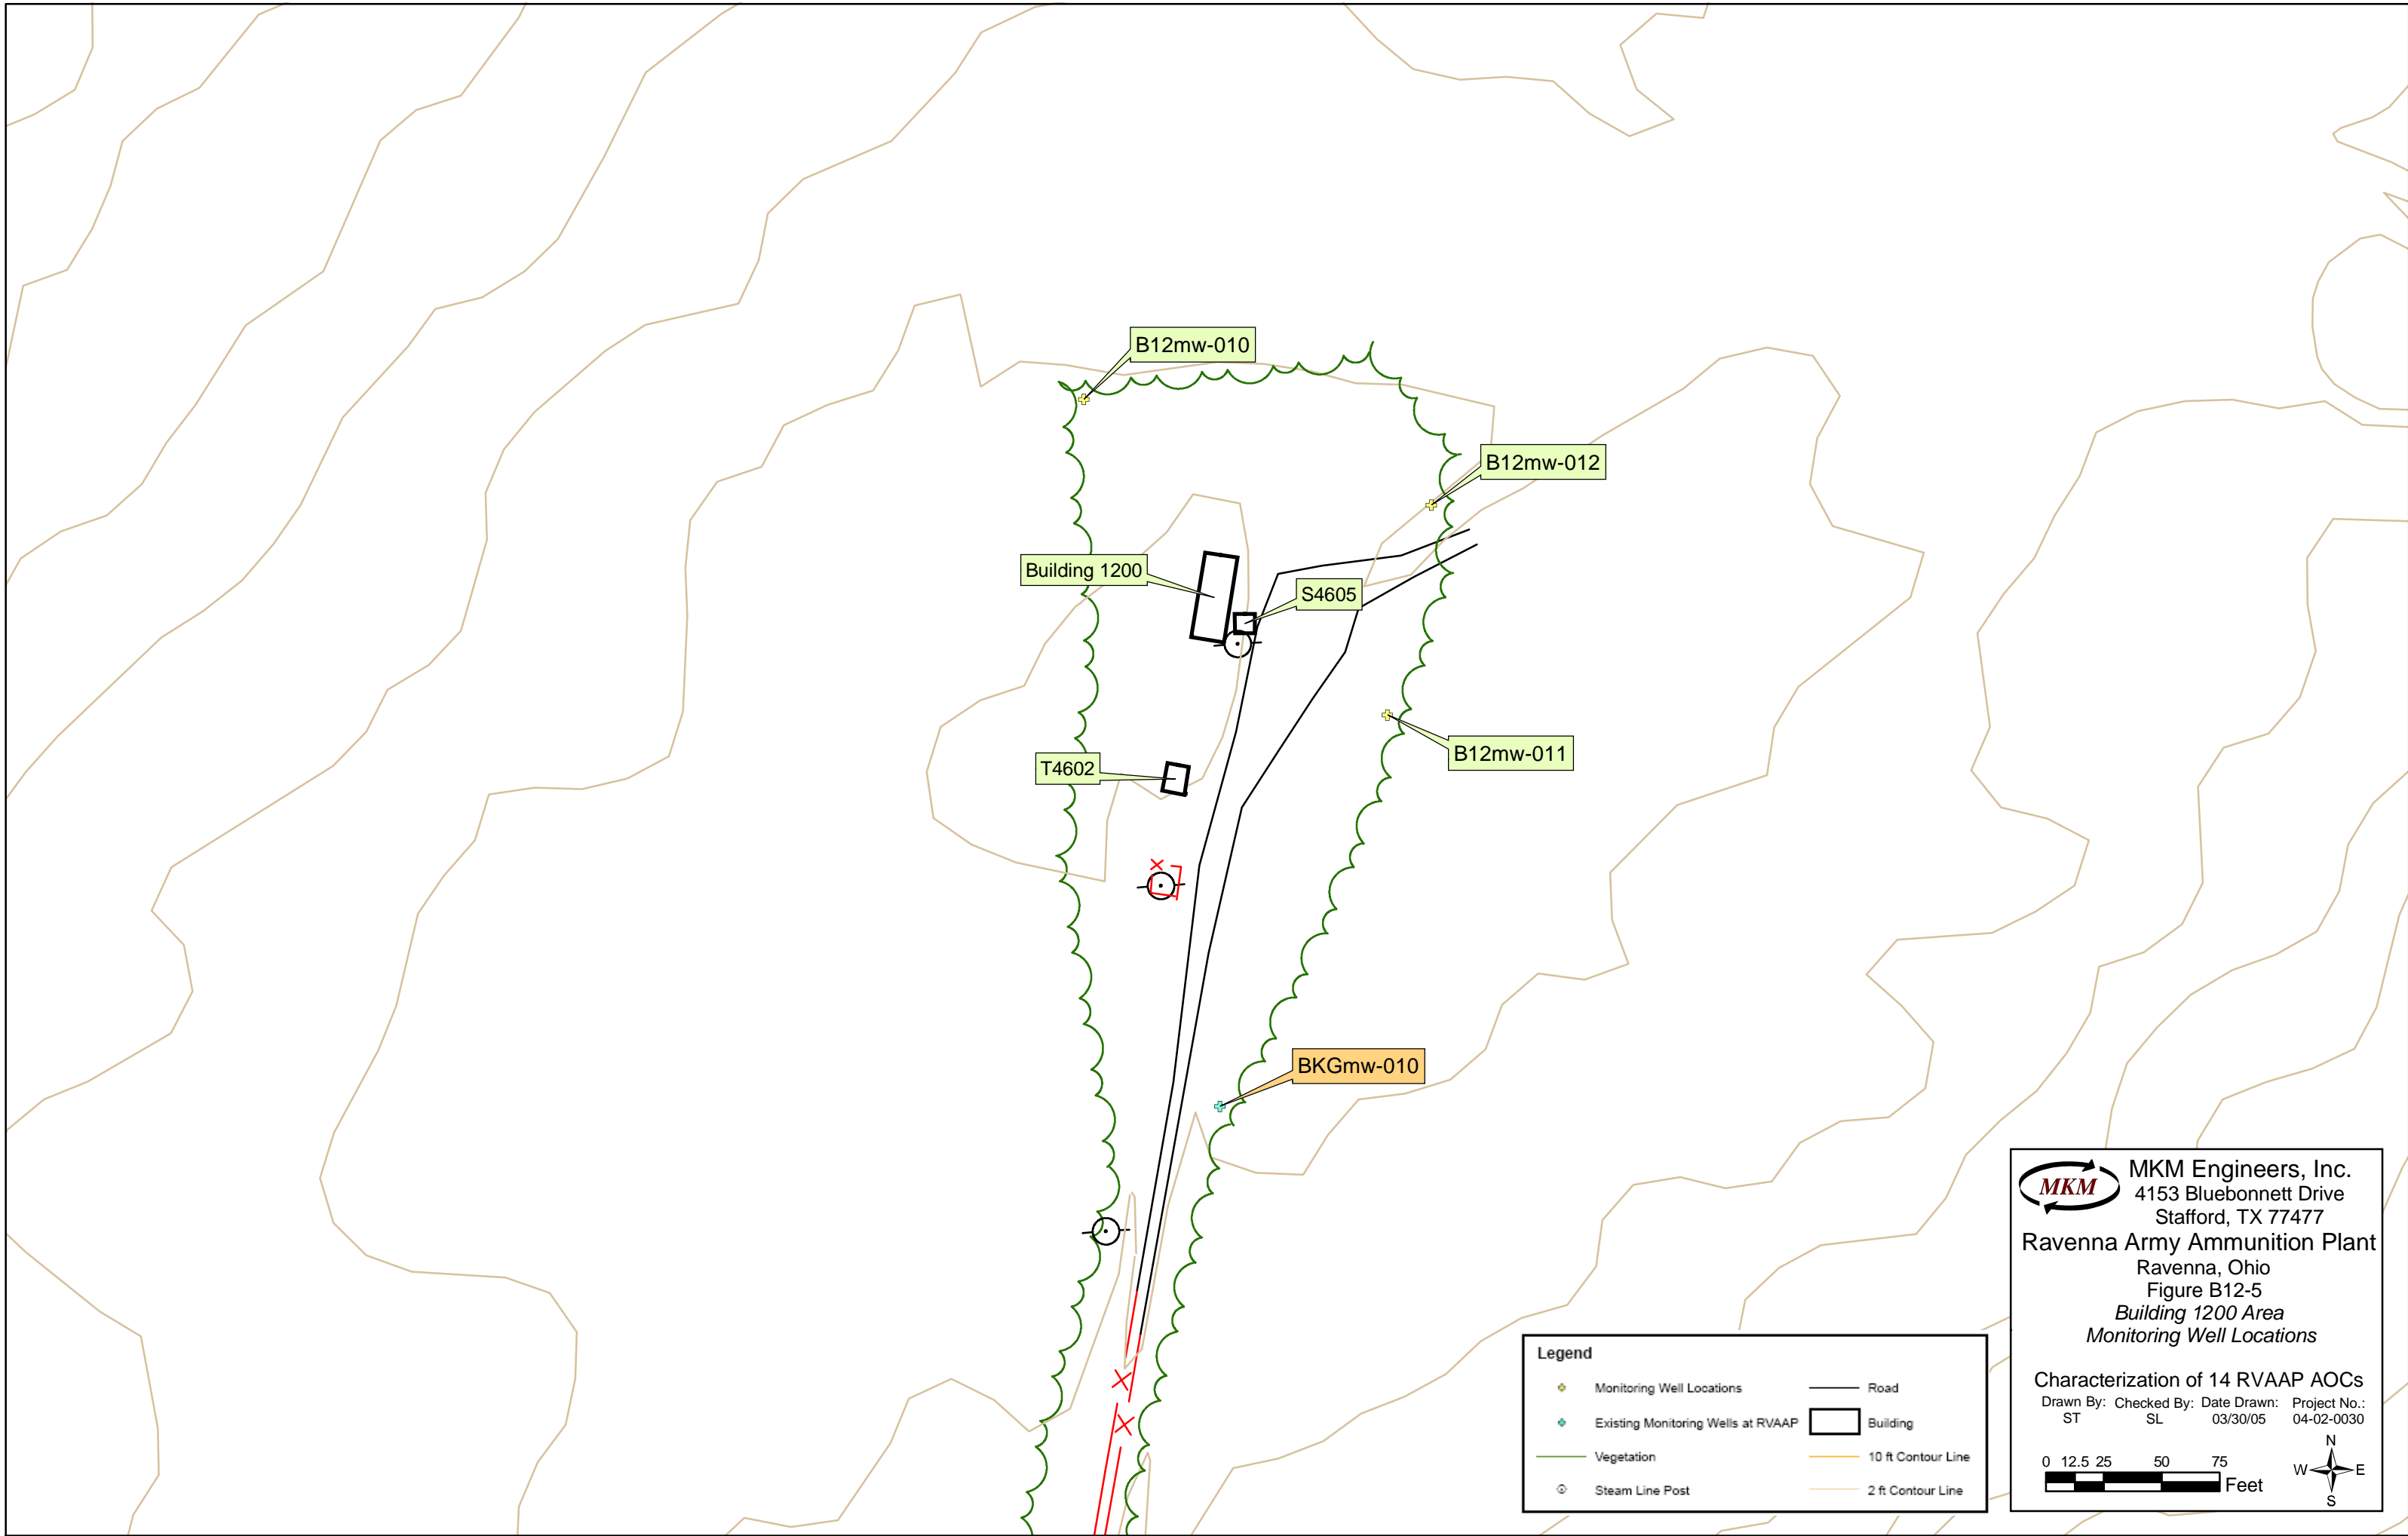 B12mw-010
B12mw-012
Building 1200
S4605
B12mw-011
T4602
BKGmw-010
MKM
MKM Engineers, Inc.
4153 Bluebonnett Drive
Stafford, TX 77477
Ravenna Army Ammunition Plant
Ravenna, Ohio
Figure B12-5
Building 1200 Area
Monitoring Well Locations
Characterization of 14 RVAAP AOCs
Drawn By: Checked By: Date Drawn: Project No.:
ST SL 03/30/05 04-02-0030
0 12.5 25 50 75
Feet
N
W E
S
Legend
Monitoring Well Locations Road
Existing Monitoring Wells at RVAAP Building
Vegetation 10 ft Contour Line
Steam Line Post 2 ft Contour Line